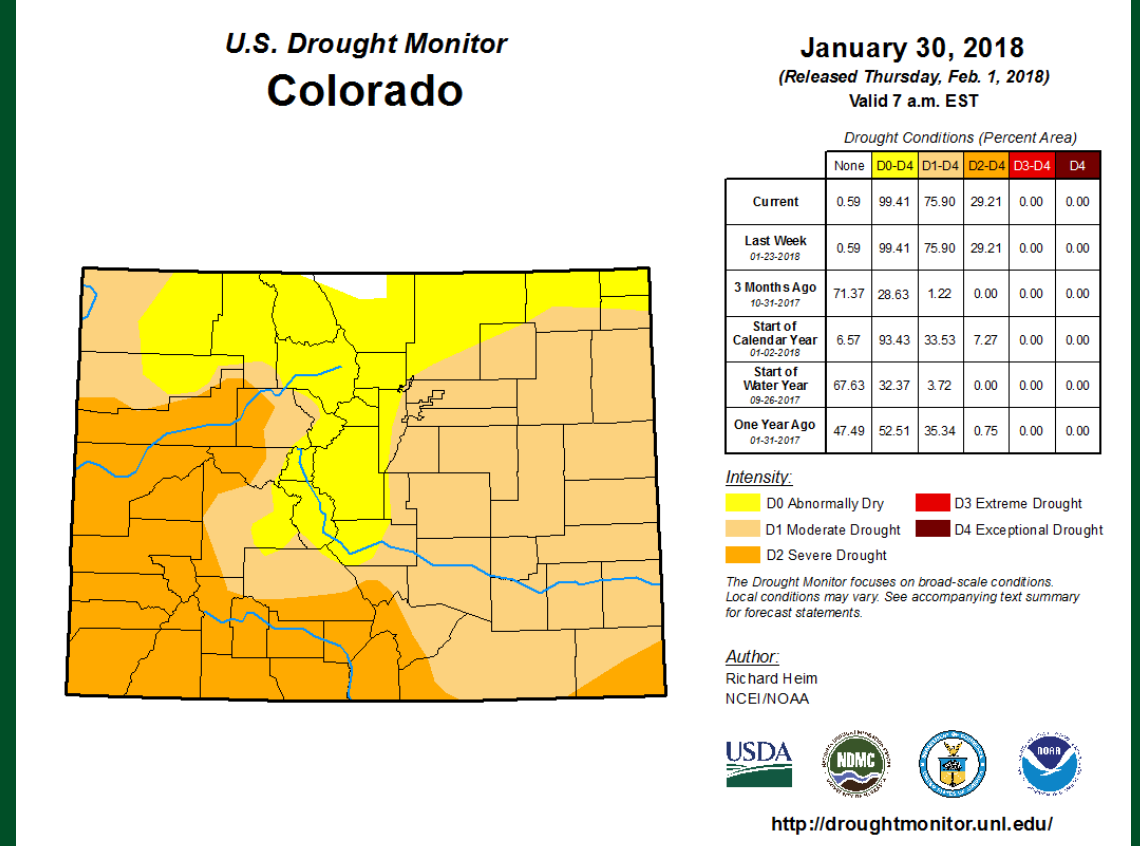 U.S. Drought Monitor
Colorado
January 30, 2018
(Released Thursday, Feb. 1, 2018)
Valid 7 a.m. EST
Drought Conditions (Percent Area)
None D0-D4 D1-D4 D2-D4 D3-D4 D4
Current 0.59 99.41 75.90 29.21 0.00 0.00
Last Week
01-23-2018
0.59 99.41 75.90 29.21 0.00 0.00
3 Months Ago
10-31-2017
71.37 28.63 1.22 0.00 0.00 0.00
Start of
Calendar Year
01-02-2018
6.57 93.43 33.53 7.27 0.00 0.00
Start of
Water Year
09-26-2017
67.63 32.37 3.72 0.00 0.00 0.00
One Year Ago
01-31-2017
47.49 52.51 35.34 0.75 0.00 0.00
Intensity:
D0 Abnormally Dry
D3 Extreme Drought
D1 Moderate Drought
D4 Exceptional Drought
D2 Severe Drought
The Drought Monitor focuses on broad-scale conditions.
Local conditions may vary. See accompanying text summary
for forecast statements.
Author:
Richard Heim
NCEI/NOAA
USDA
NDMC
NOAA
http://droughtmonitor.unl.edu/